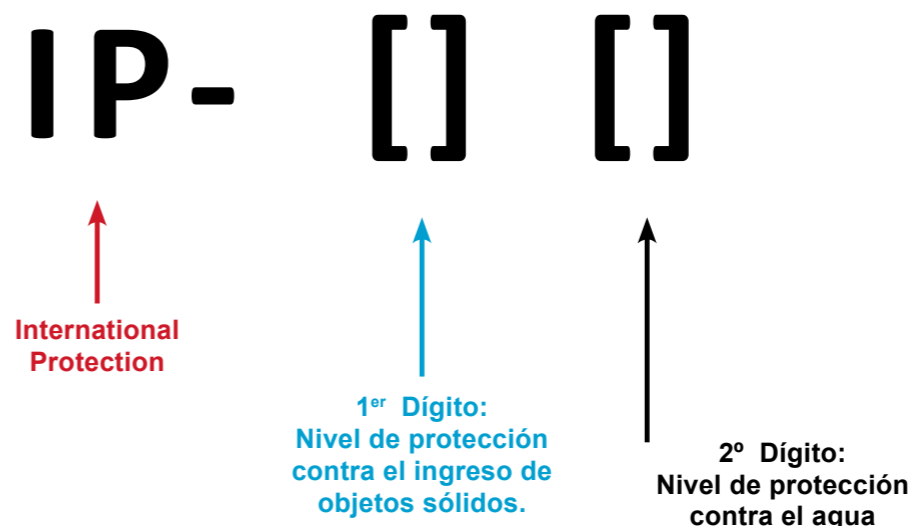 IP- [] []
International
Protection
1er Dígito:
Nivel de protección
contra el ingreso de
objetos sólidos.
2º Dígito:
Nivel de protección
contra el agua